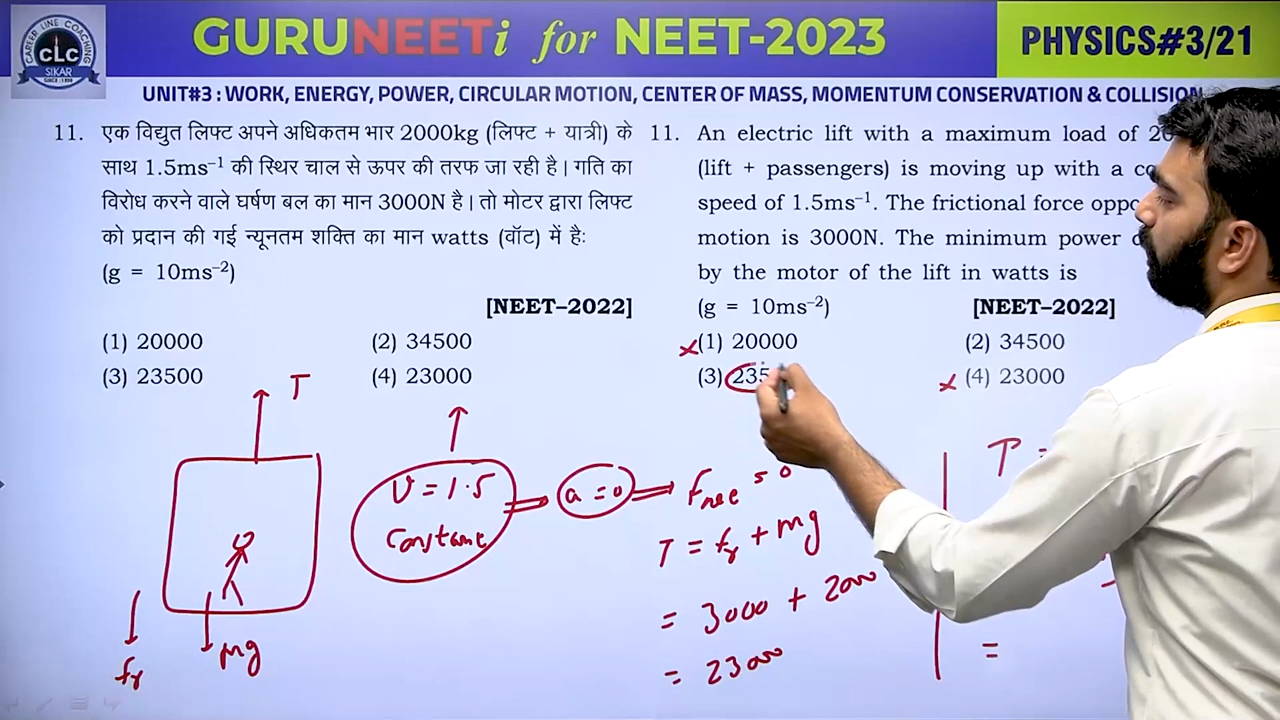 CAREER LINE COACHING
CLC
SIKAR
SINCE : 1996
GURUNEETi for NEET-2023
PHYSICS#3/21
UNIT#3 : WORK, ENERGY, POWER, CIRCULAR MOTION, CENTER OF MASS, MOMENTUM CONSERVATION & COLLISION
11. एक विद्युत लिफ्ट अपने अधिकतम भार 2000kg (लिफ्ट + यात्री) के
साथ 1.5ms⁻¹ की स्थिर चाल से ऊपर की तरफ जा रही है। गति का
विरोध करने वाले घर्षण बल का मान 3000N है। तो मोटर द्वारा लिफ्ट
को प्रदान की गई न्यूनतम शक्ति का मान watts (वॉट) में है:
(g = 10ms⁻²)
[NEET–2022]
(1) 20000 (2) 34500
(3) 23500 (4) 23000
11. An electric lift with a maximum load of
(lift + passengers) is moving up with a
speed of 1.5ms⁻¹. The frictional force
motion is 3000N. The minimum power
by the motor of the lift in watts is
(g = 10ms⁻²)
[NEET–2022]
(1) 20000 (2) 34500
(3) 235 (4) 23000
T
v = 1.5
constant
a = 0
Fnet = 0
T = fr + mg
= 3000 + 2000
= 23000
mg
fr
T =
=